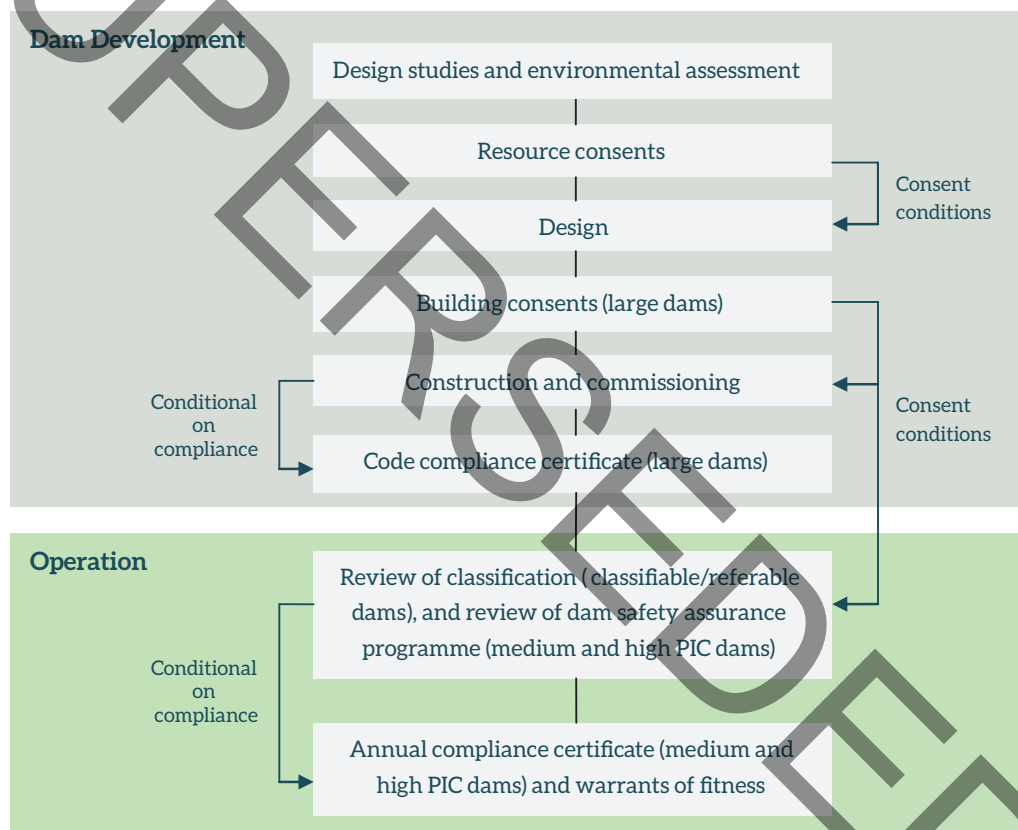 Dam Development
Design studies and environmental assessment
Resource consents
Consent
conditions
Design
Building consents (large dams)
Construction and commissioning
Conditional
on
compliance
Consent
conditions
Code compliance certificate (large dams)
Operation
Review of classification ( classifiable/referable
dams), and review of dam safety assurance
programme (medium and high PIC dams)
Conditional
on
compliance
Annual compliance certificate (medium and
high PIC dams) and warrants of fitness
UPERSEDED